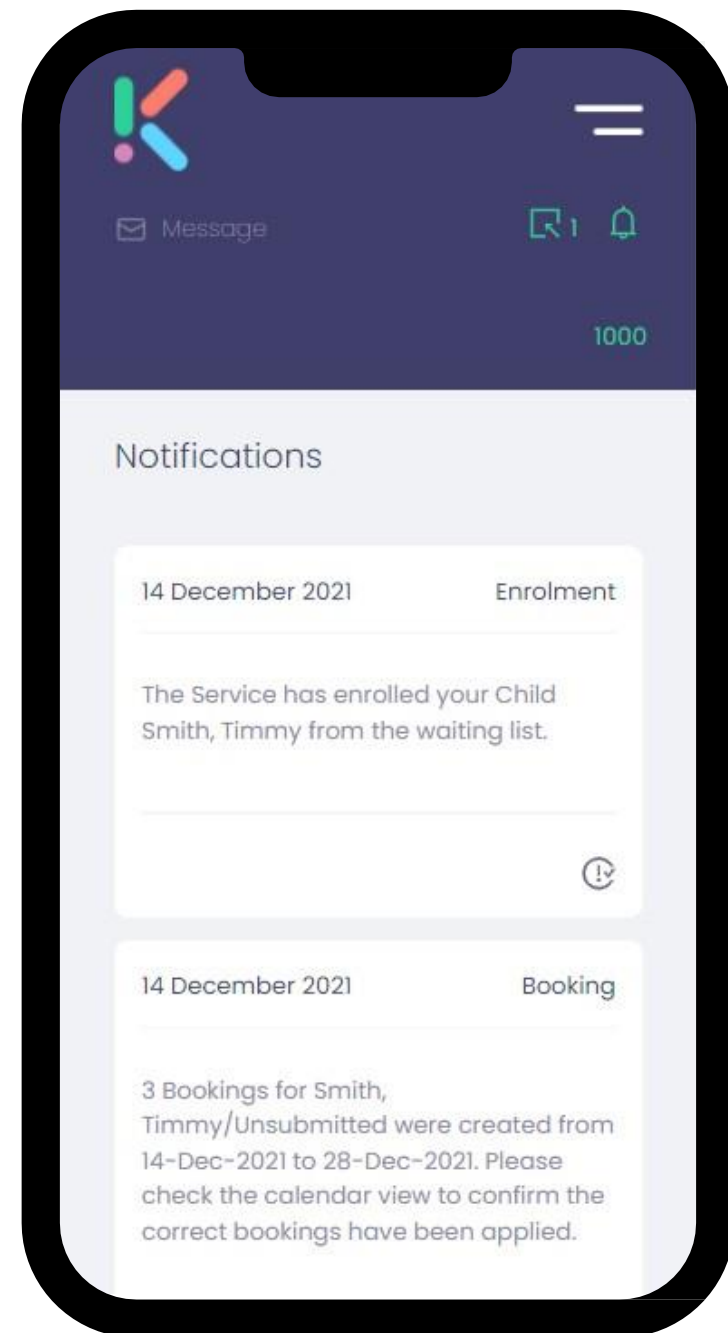 Message
1
1000
Notifications
14 December 2021 Enrolment
The Service has enrolled your Child
Smith, Timmy from the waiting list.
14 December 2021 Booking
3 Bookings for Smith,
Timmy/Unsubmitted were created from
14-Dec-2021 to 28-Dec-2021. Please
check the calendar view to confirm the
correct bookings have been applied.